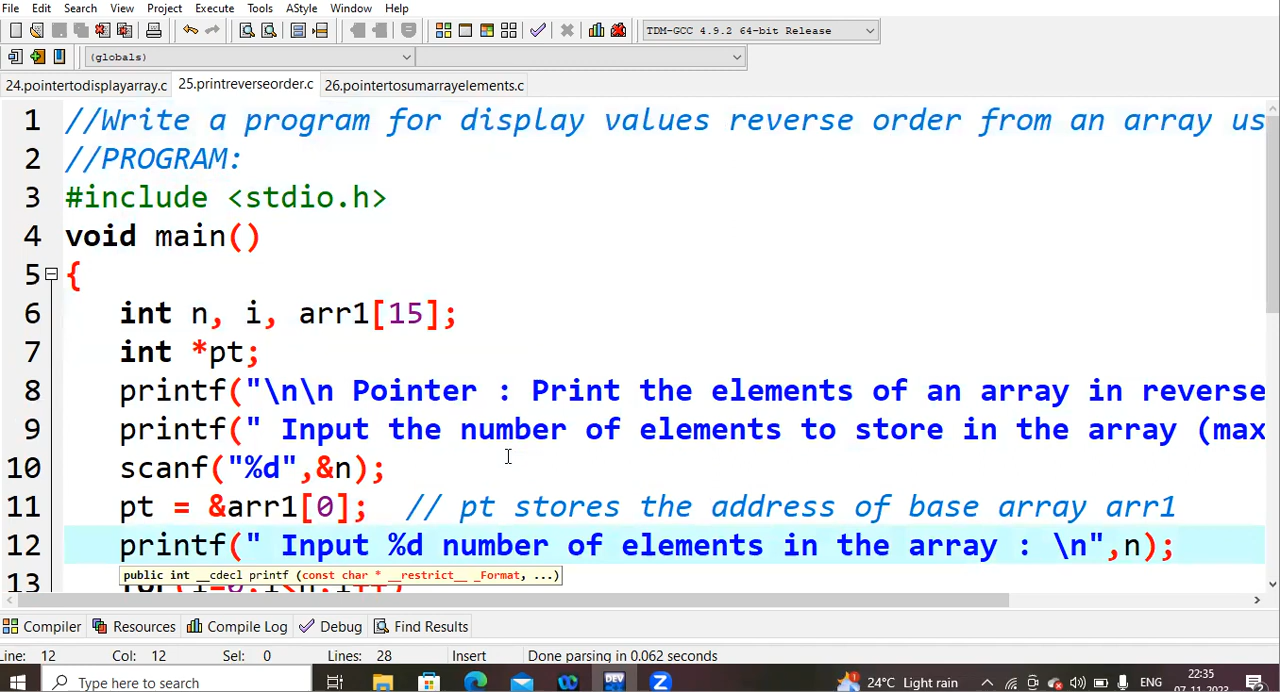 File Edit Search View Project Execute Tools AStyle Window Help
TDM-GCC 4.9.2 64-bit Release
(globals)
24.pointertodisplayarray.c 25.printreverseorder.c 26.pointertosumarrayelements.c
1 //Write a program for display values reverse order from an array us
2 //PROGRAM:
3 #include <stdio.h>
4 void main()
5 {
6 int n, i, arr1[15];
7 int *pt;
8 printf("\n\n Pointer : Print the elements of an array in reverse
9 printf(" Input the number of elements to store in the array (max
10 scanf("%d",&n);
11 pt = &arr1[0]; // pt stores the address of base array arr1
12 printf(" Input %d number of elements in the array : \n",n);
public int __cdecl printf (const char * __restrict__ _Format, ...)
13 for(i=0;i<n;i++)
Compiler Resources Compile Log Debug Find Results
Line: 12 Col: 12 Sel: 0 Lines: 28 Insert Done parsing in 0.062 seconds
Type here to search DEV 24°C Light rain ENG 22:35
07-11-2023